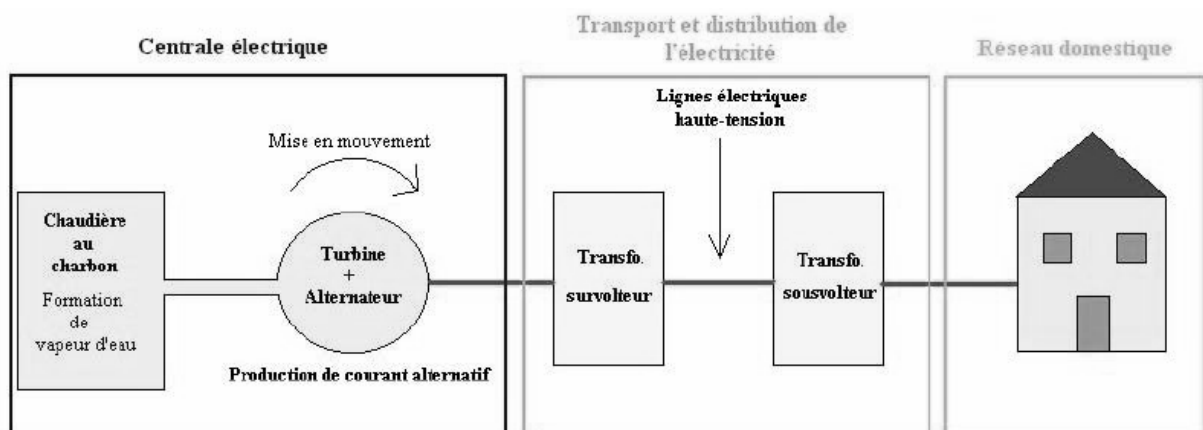 Centrale électrique
Transport et distribution de
l'électricité
Réseau domestique
Lignes électriques
haute-tension
Mise en mouvement
Chaudière
au
charbon
Formation
de
vapeur d'eau
Turbine
+
Alternateur
Production de courant alternatif
Transfo.
survolteur
Transfo.
sousvolteur